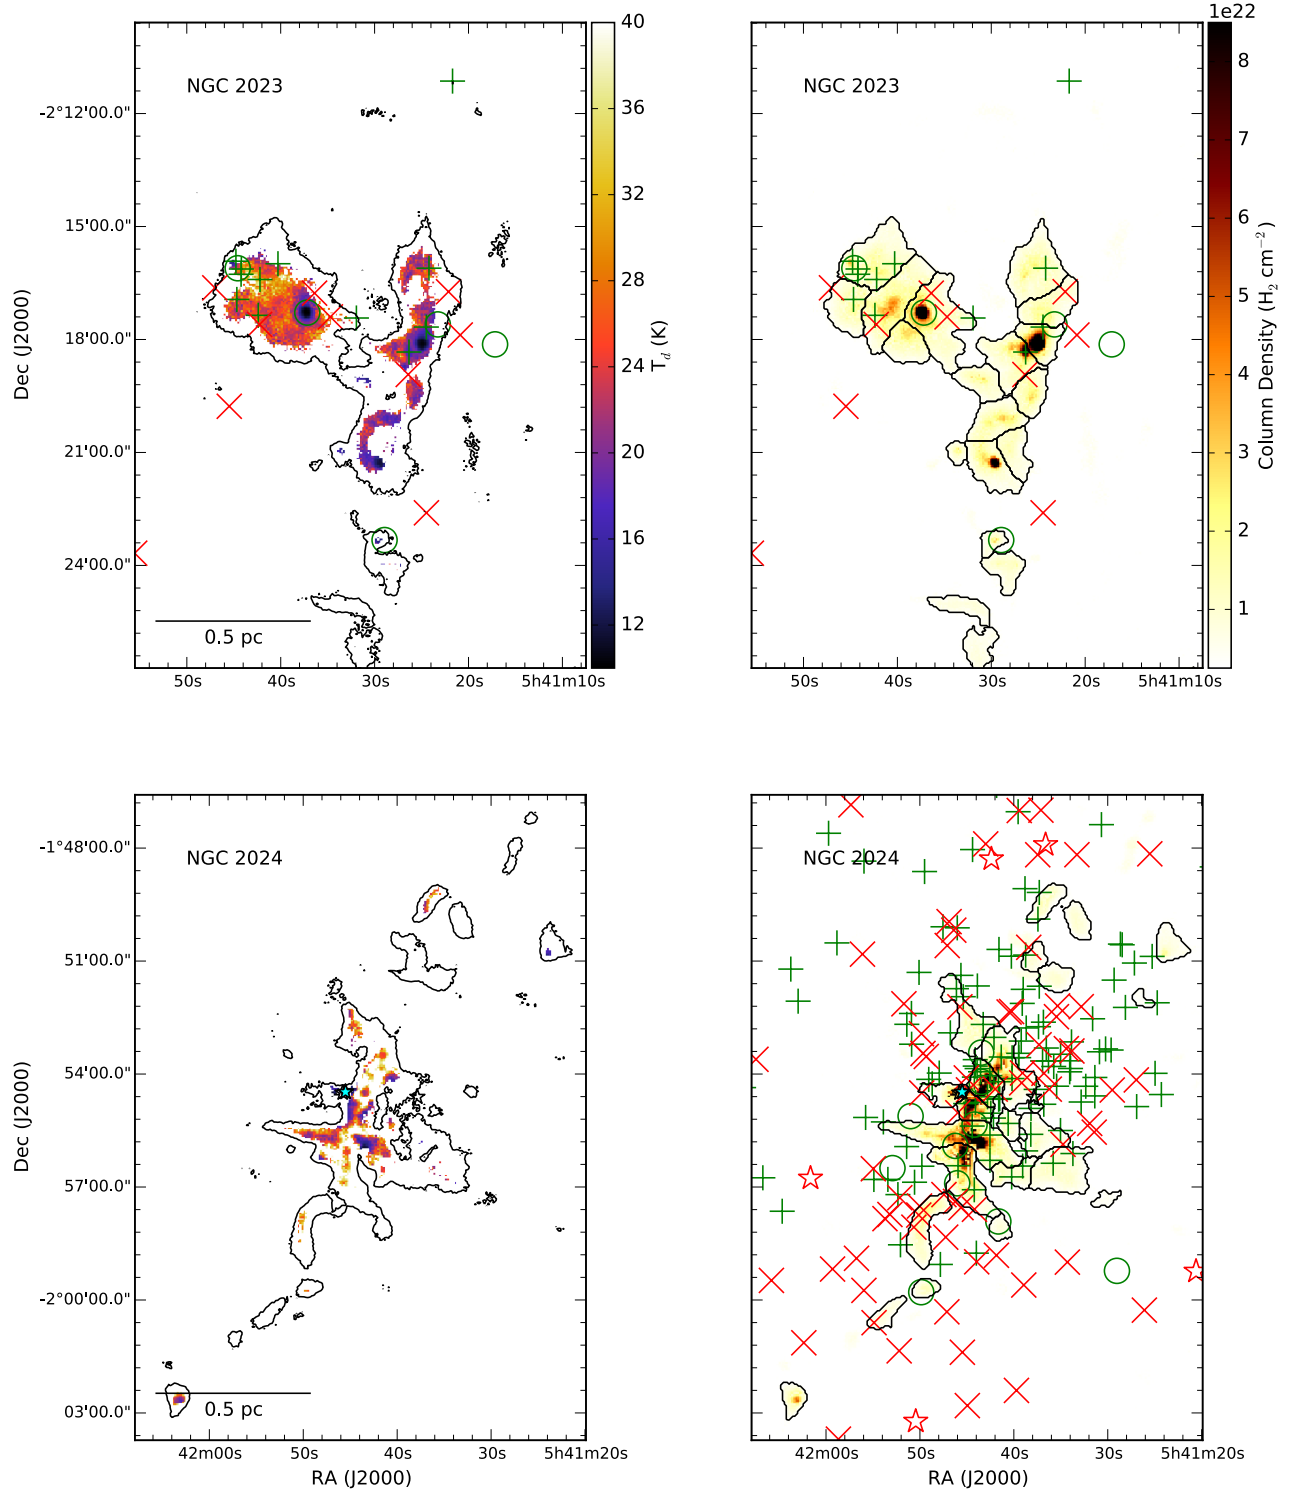 1e22
NGC 2023
NGC 2023
40
36
32
28
24
20
16
12
T_d (K)
8
7
6
5
4
3
2
1
Column Density (H₂ cm⁻²)
-2°12'00.0"
15'00.0"
18'00.0"
21'00.0"
24'00.0"
Dec (J2000)
0.5 pc
50s 40s 30s 20s 5h41m10s
50s 40s 30s 20s 5h41m10s
NGC 2024
NGC 2024
-1°48'00.0"
51'00.0"
54'00.0"
57'00.0"
-2°00'00.0"
03'00.0"
Dec (J2000)
0.5 pc
42m00s 50s 40s 30s 5h41m20s
42m00s 50s 40s 30s 5h41m20s
RA (J2000)
RA (J2000)